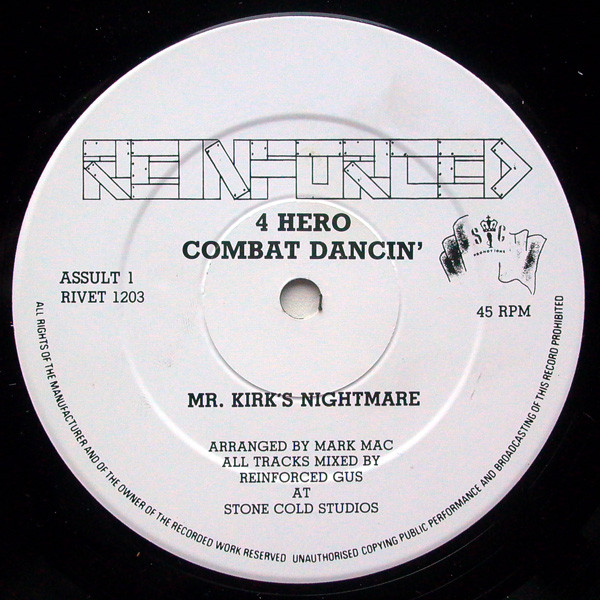 REINFORCED
4 HERO
COMBAT DANCIN'
S C
ASSULT 1
RIVET 1203
45 RPM
MR. KIRK'S NIGHTMARE
ARRANGED BY MARK MAC
ALL TRACKS MIXED BY
REINFORCED GUS
AT
STONE COLD STUDIOS
ALL RIGHTS OF THE MANUFACTURER AND OF THE OWNER OF THE RECORDED WORK RESERVED UNAUTHORISED COPYING PUBLIC PERFORMANCE AND BROADCASTING OF THIS RECORD PROHIBITED